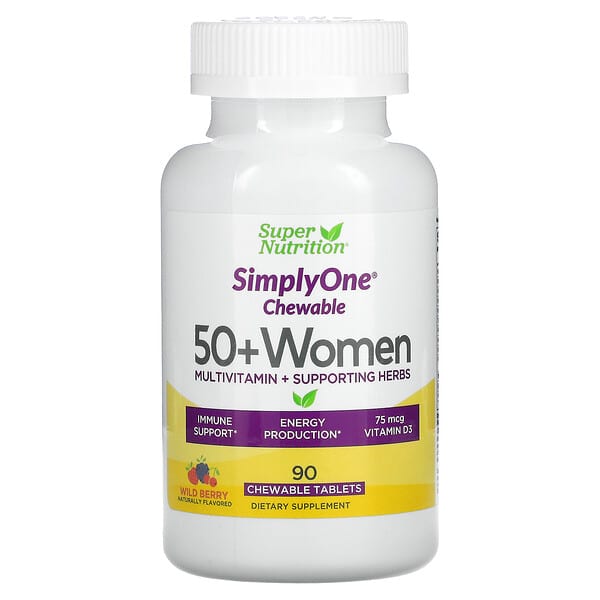 Super
Nutrition®
SimplyOne®
Chewable
50+Women
MULTIVITAMIN + SUPPORTING HERBS
IMMUNE
SUPPORT*
ENERGY
PRODUCTION*
75 mcg
VITAMIN D3
WILD BERRY
NATURALLY FLAVORED
90
CHEWABLE TABLETS
DIETARY SUPPLEMENT